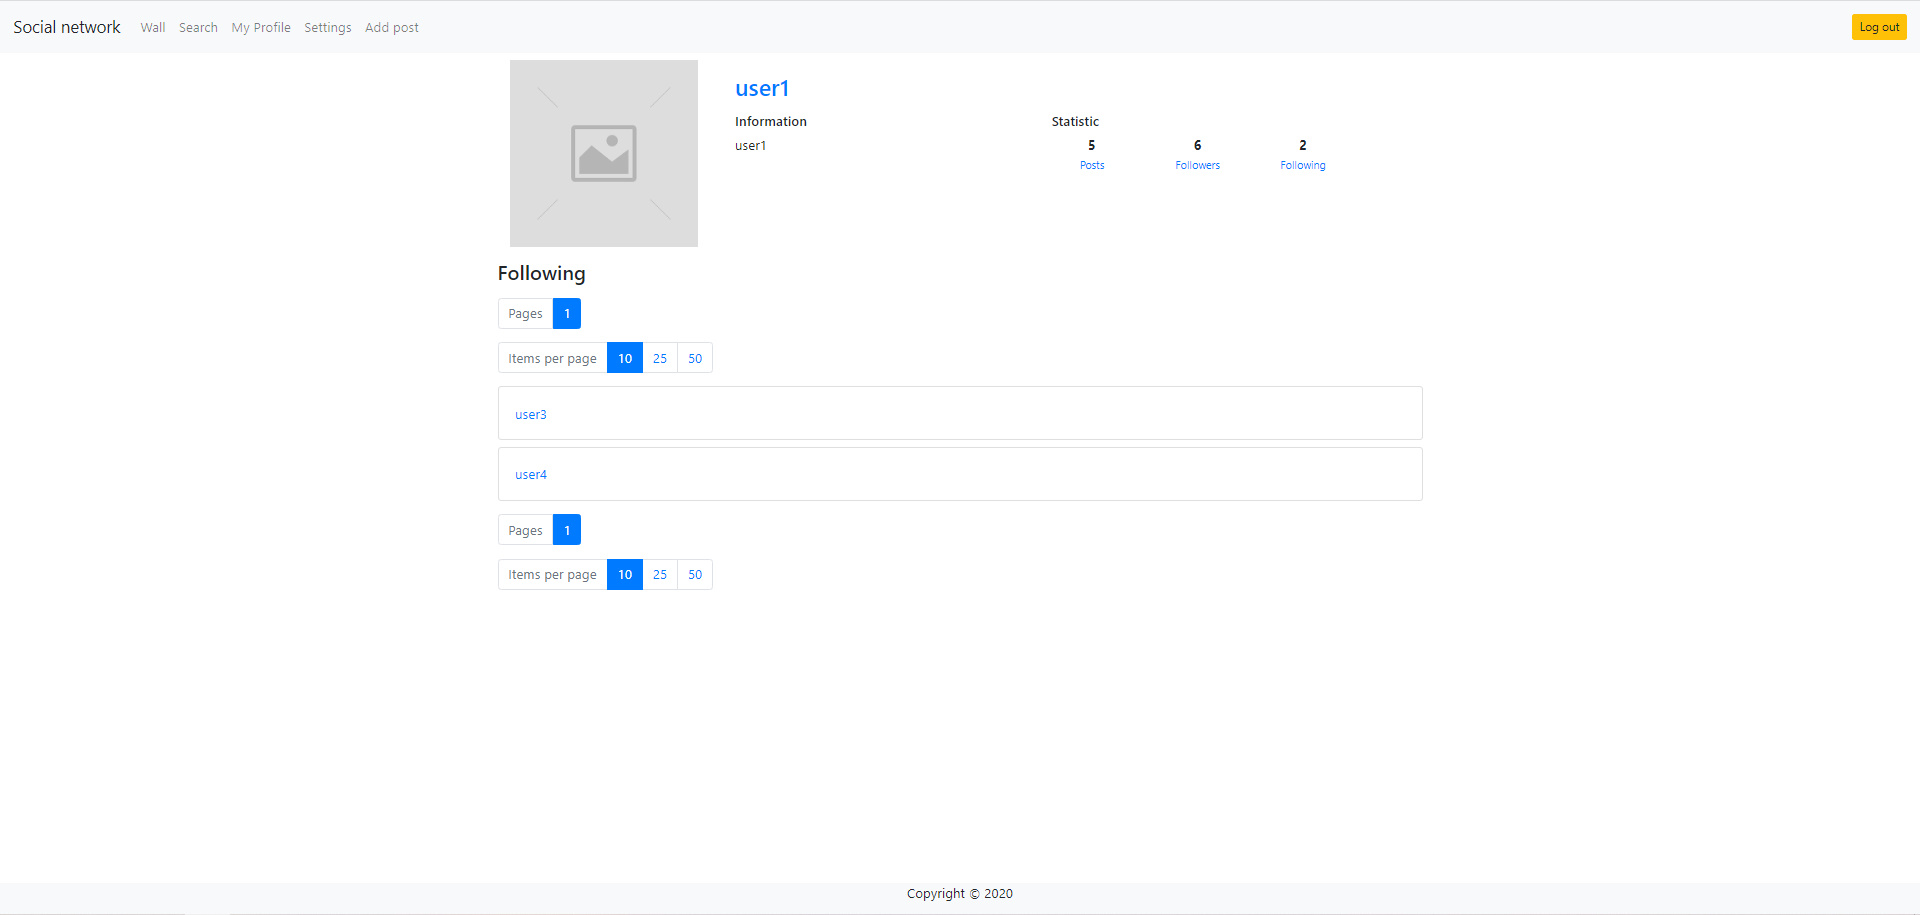 Social network Wall Search My Profile Settings Add post Log out
user1
Information Statistic
user1 5 6 2
Posts Followers Following
Following
Pages 1
Items per page 10 25 50
user3
user4
Pages 1
Items per page 10 25 50
Copyright © 2020